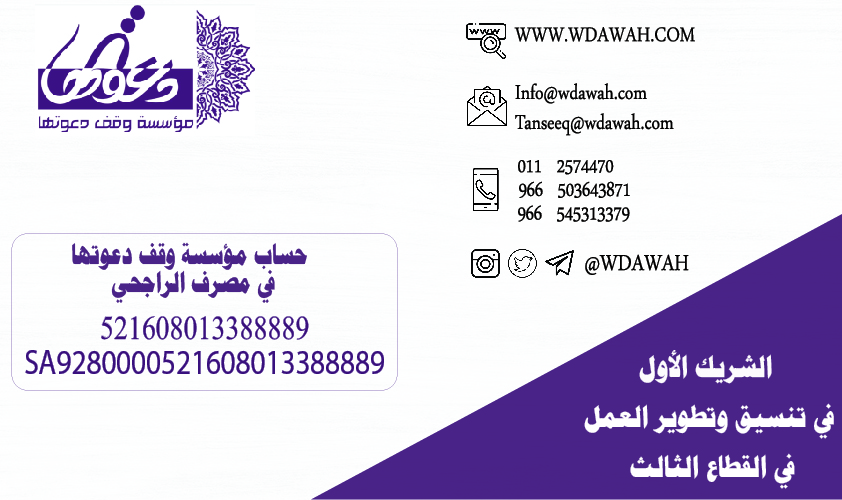 دعوتها
مؤسسة وقف دعوتها
WWW
WWW.WDAWAH.COM
Info@wdawah.com
Tanseeq@wdawah.com
011 2574470
966 503643871
966 545313379
@WDAWAH
حساب مؤسسة وقف دعوتها
في مصرف الراجحي
521608013388889
SA9280000521608013388889
الشريك الأول
في تنسيق وتطوير العمل
في القطاع الثالث